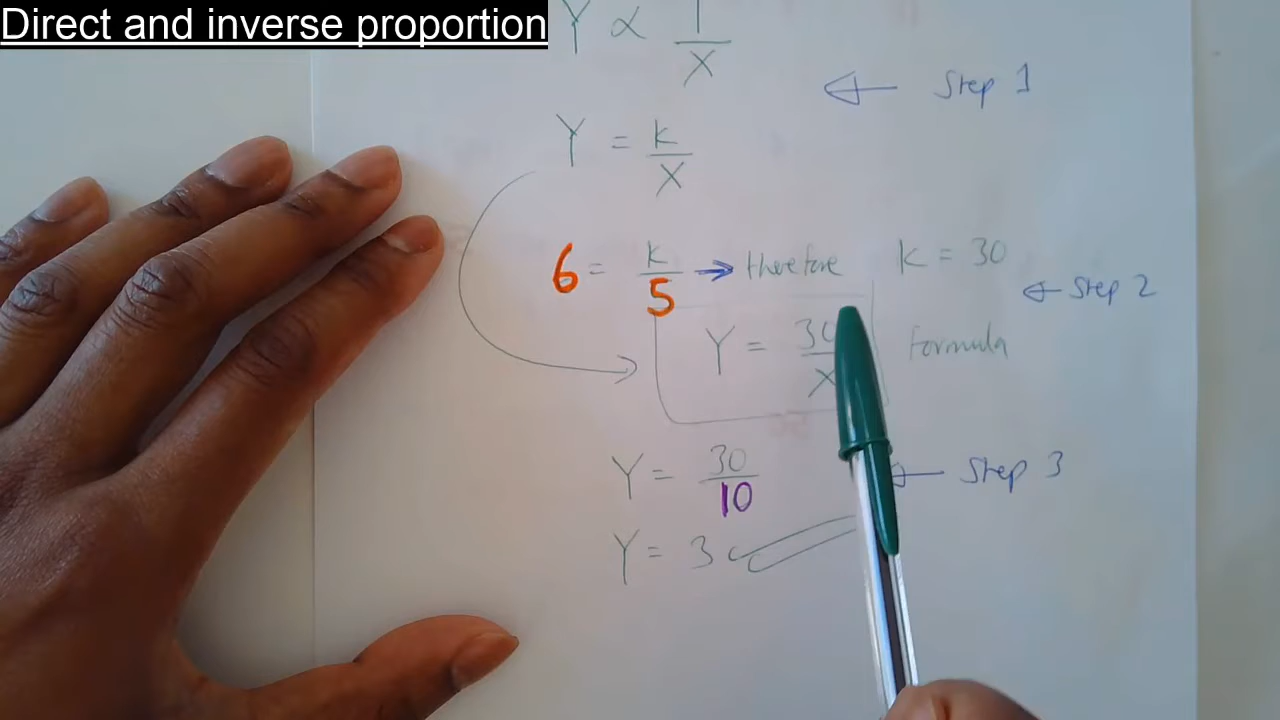 Direct and inverse proportion
Y ∝ 1/X
Step 1
Y = k/X
6 = k/5 → therefore k = 30
Step 2
Y = 30/X formula
Y = 30/10
Step 3
Y = 3